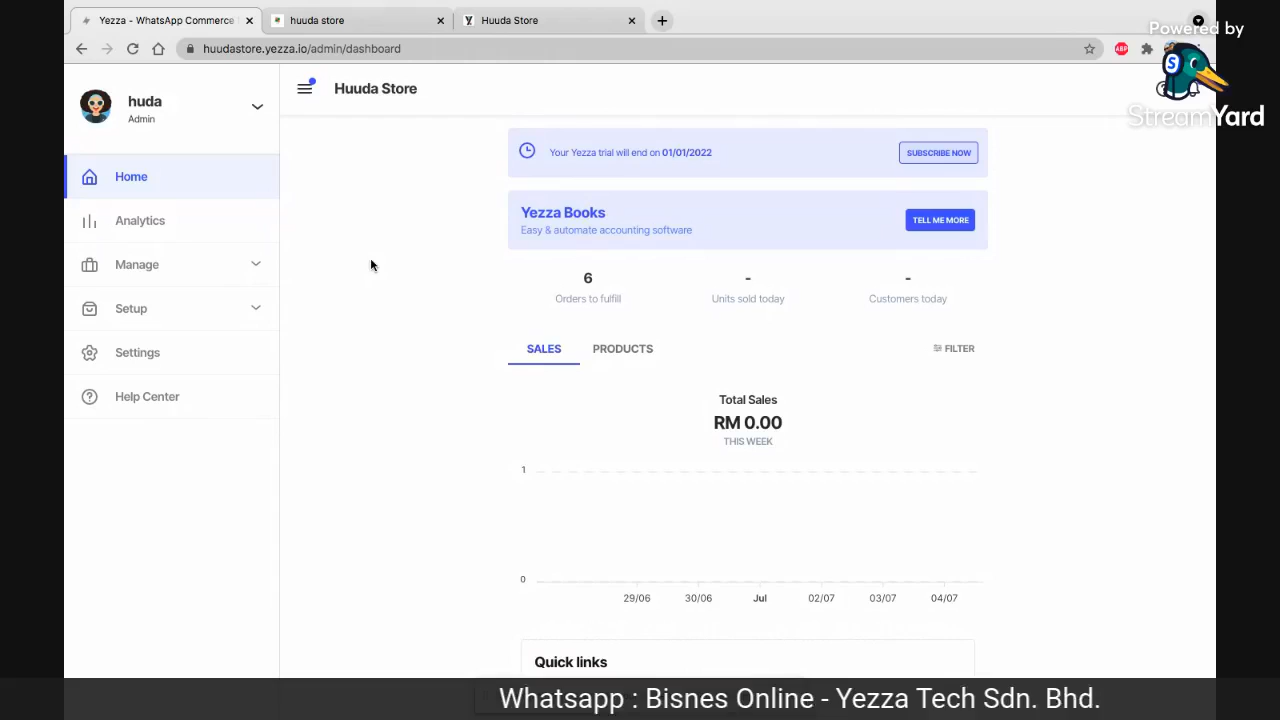 Yezza - WhatsApp Commerce
huuda store
Huuda Store
huudastore.yezza.io/admin/dashboard
ABP
Powered by
StreamYard
huda
Admin
Huuda Store
Home
Analytics
Manage
Setup
Settings
Help Center
Your Yezza trial will end on 01/01/2022
SUBSCRIBE NOW
Yezza Books
Easy & automate accounting software
TELL ME MORE
6
Orders to fulfill
-
Units sold today
-
Customers today
SALES
PRODUCTS
FILTER
Total Sales
RM 0.00
THIS WEEK
1
0
29/06
30/06
Jul
02/07
03/07
04/07
Quick links
Whatsapp : Bisnes Online - Yezza Tech Sdn. Bhd.